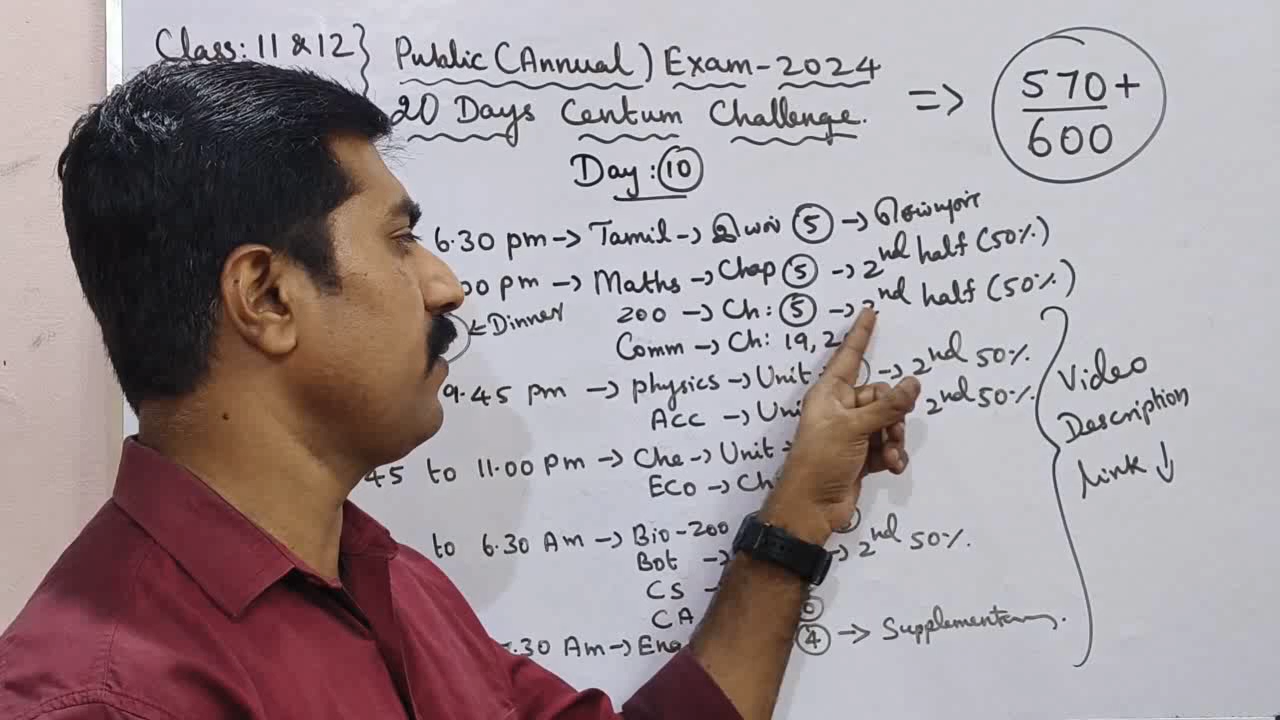 Class: 11 & 12 } Public (Annual) Exam - 2024
20 Days Centum Challenge. => 570+/600
Day: 10
6.30 pm → Tamil → இயல் 5 →
00 pm → Maths → Chap 5 → 2nd half (50%)
200 → Ch: 5 → 2nd half (50%)
← Dinner
Comm → Ch: 19,
9.45 pm → physics → Unit → 2nd 50%
ACC → Unit 2nd 50%.
45 to 11.00 pm → Che → Unit
ECO → Ch
to 6.30 Am → Bio - 200
Bot → → 2nd 50%.
CS →
CA
.30 Am → Eng 4 → Supplementary.
Video
Description
link ↓